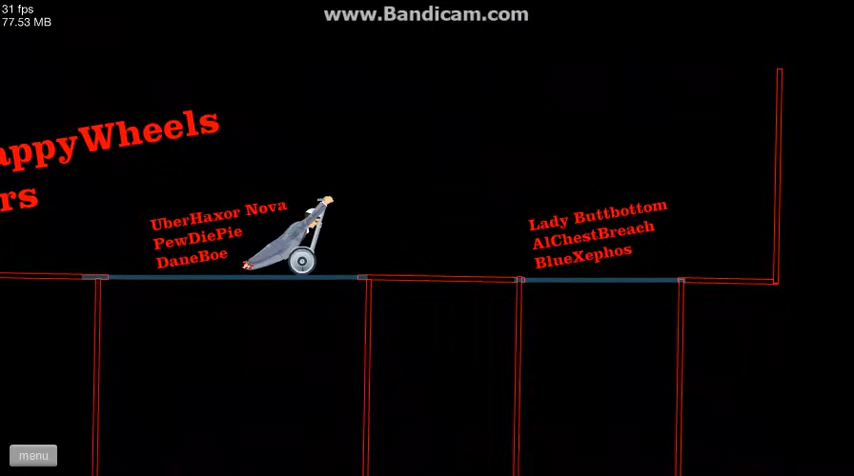 31 fps
77.53 MB
www.Bandicam.com
appyWheels
rs
UberHaxor Nova
PewDiePie
DaneBoe
Lady Buttbottom
AlChestBreach
BlueXephos
menu